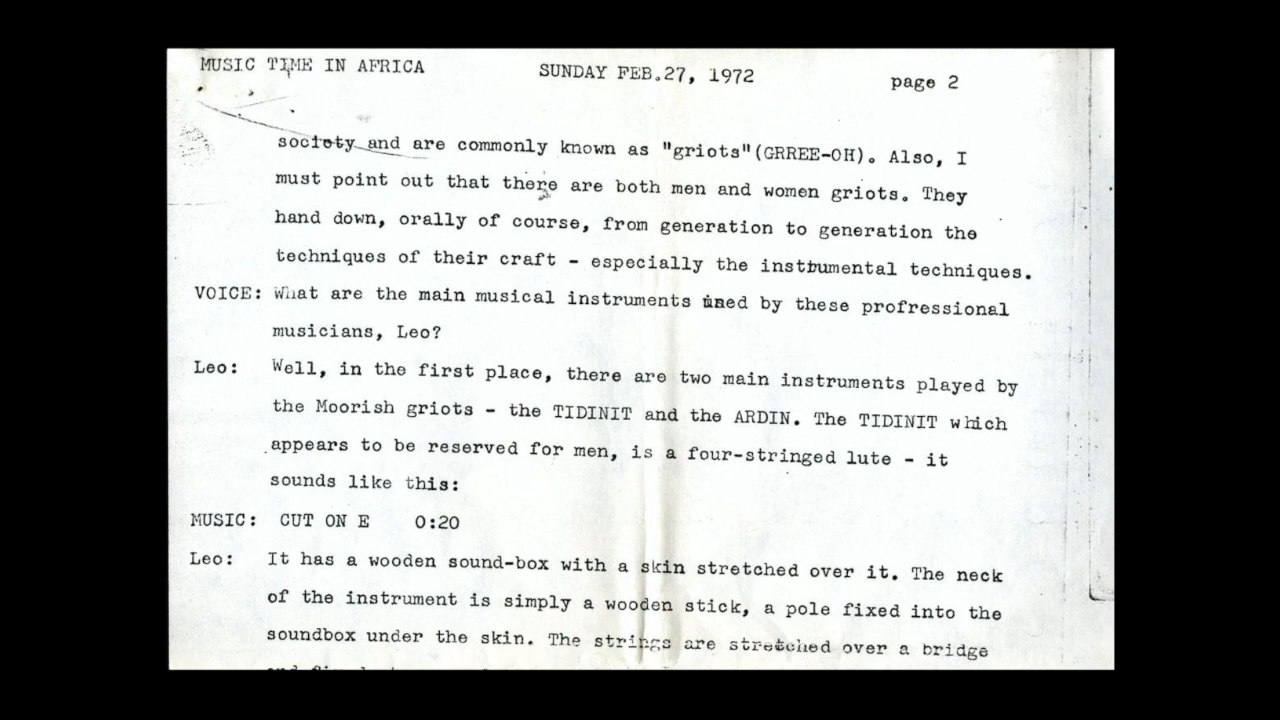 MUSIC TIME IN AFRICA SUNDAY FEB.27, 1972 page 2
society and are commonly known as "griots"(GRREE-OH). Also, I
must point out that there are both men and women griots. They
hand down, orally of course, from generation to generation the
techniques of their craft - especially the instbumental techniques.
VOICE: What are the main musical instruments used by these profressional
musicians, Leo?
Leo: Well, in the first place, there are two main instruments played by
the Moorish griots - the TIDINIT and the ARDIN. The TIDINIT which
appears to be reserved for men, is a four-stringed lute - it
sounds like this:
MUSIC: CUT ON E 0:20
Leo: It has a wooden sound-box with a skin stretched over it. The neck
of the instrument is simply a wooden stick, a pole fixed into the
soundbox under the skin. The strings are stretched over a bridge